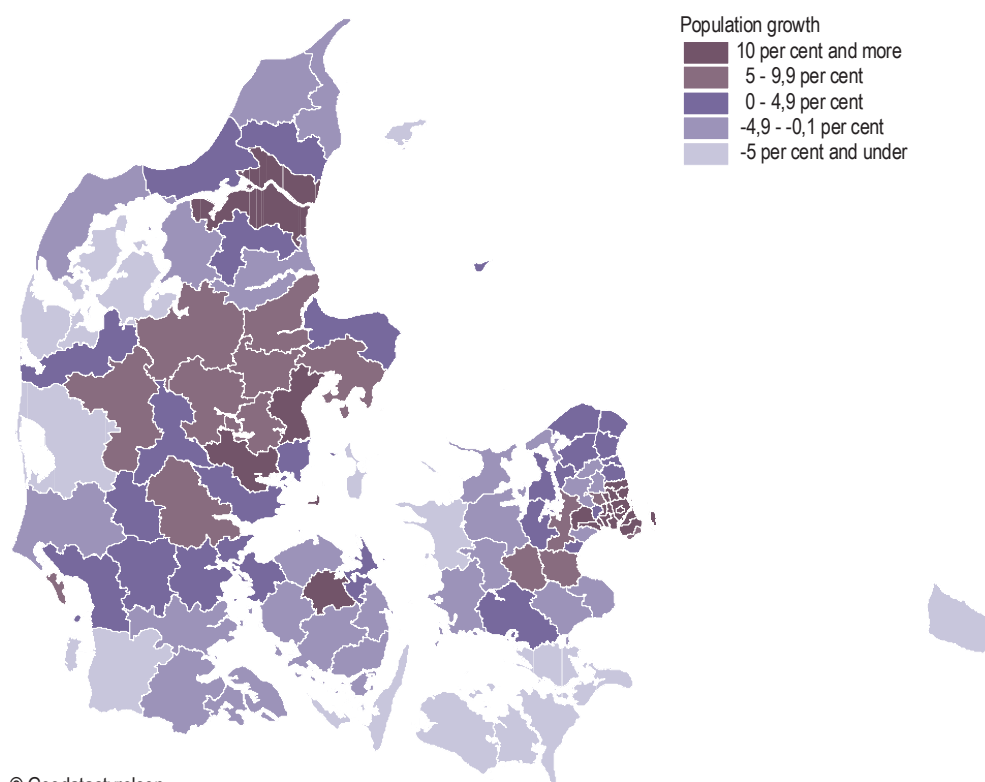 Population growth
10 per cent and more
5 - 9,9 per cent
0 - 4,9 per cent
-4,9 - -0,1 per cent
-5 per cent and under